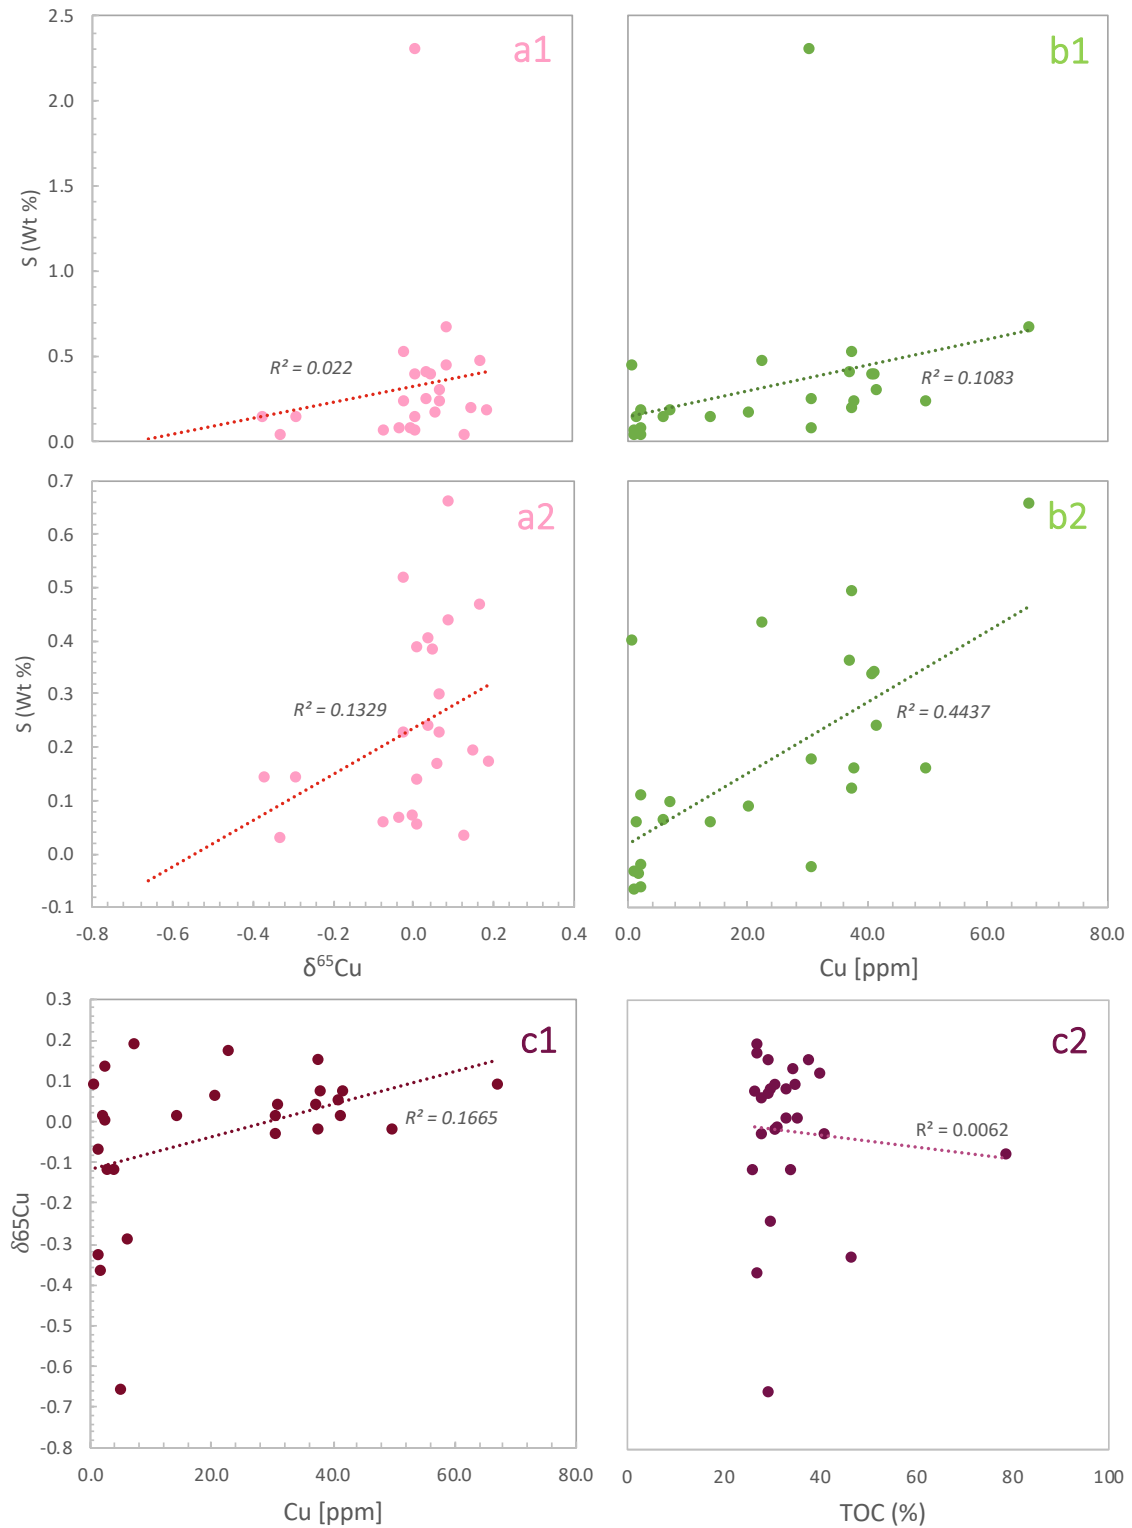 2.5
2.0
1.5
1.0
0.5
0.0
S (Wt %)
a1
R² = 0.022
b1
R² = 0.1083
0.7
0.6
0.5
0.4
0.3
0.2
0.1
0.0
-0.1
S (Wt %)
a2
R² = 0.1329
-0.8 -0.6 -0.4 -0.2 0.0 0.2 0.4
δ⁶⁵Cu
b2
R² = 0.4437
0.0 20.0 40.0 60.0 80.0
Cu [ppm]
0.3
0.2
0.1
0.0
-0.1
-0.2
-0.3
-0.4
-0.5
-0.6
-0.7
-0.8
δ65Cu
c1
R² = 0.1665
0.0 20.0 40.0 60.0 80.0
Cu [ppm]
c2
R² = 0.0062
0 20 40 60 80 100
TOC (%)